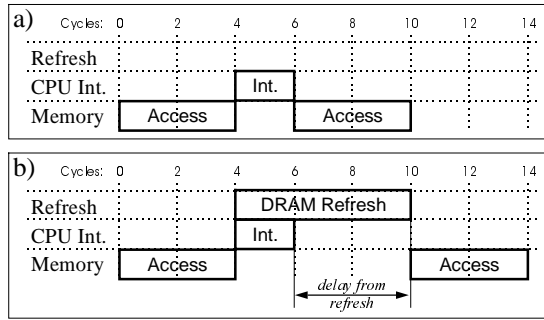 a)
Cycles: 0 2 4 6 8 10 12 14
Refresh
CPU Int. Int.
Memory Access Access
b)
Cycles: 0 2 4 6 8 10 12 14
Refresh DRAM Refresh
CPU Int. Int.
Memory Access Access
delay from
refresh